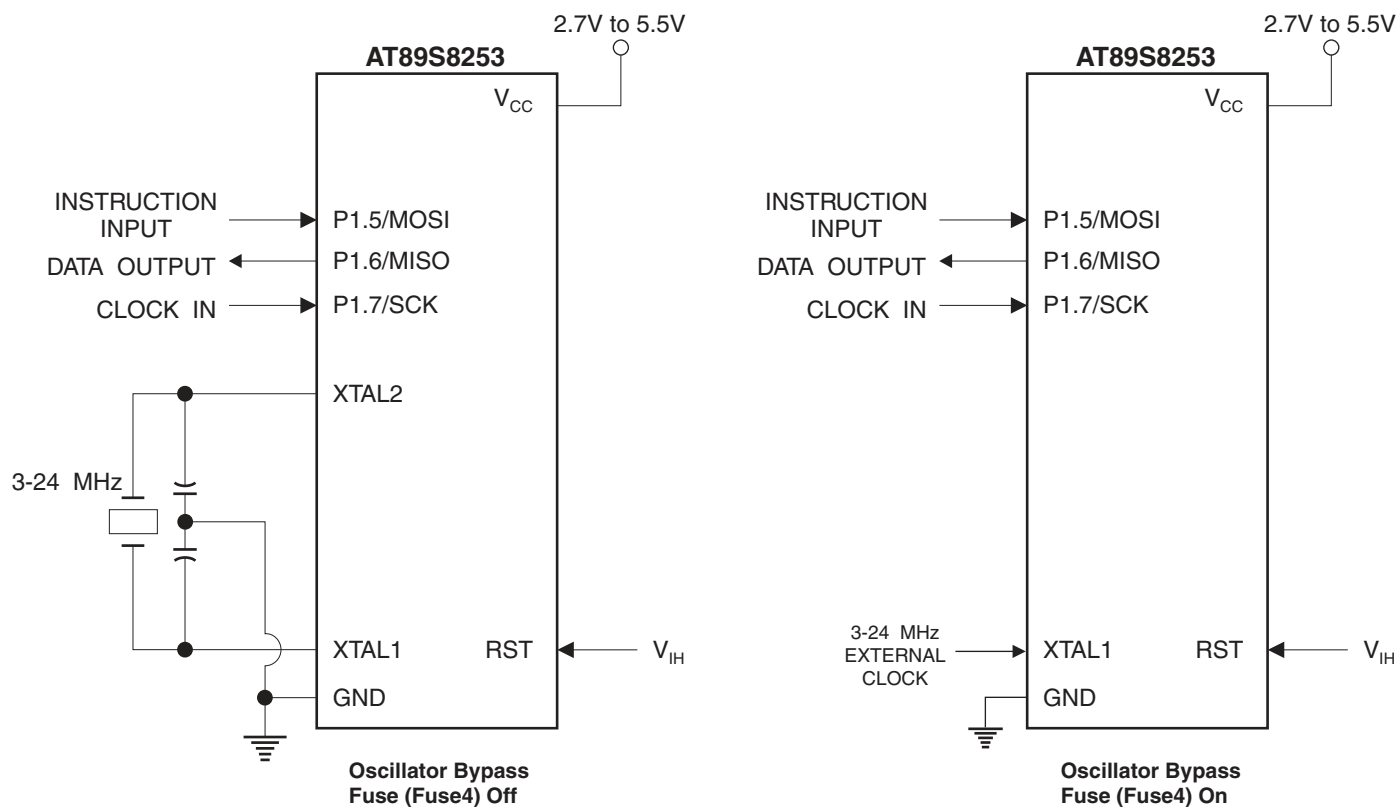 2.7V to 5.5V
AT89S8253
VCC
INSTRUCTION
INPUT
P1.5/MOSI
DATA OUTPUT
P1.6/MISO
CLOCK IN
P1.7/SCK
XTAL2
3-24 MHz
XTAL1
RST
VIH
GND
Oscillator Bypass
Fuse (Fuse4) Off
2.7V to 5.5V
AT89S8253
VCC
INSTRUCTION
INPUT
P1.5/MOSI
DATA OUTPUT
P1.6/MISO
CLOCK IN
P1.7/SCK
3-24 MHz
EXTERNAL
CLOCK
XTAL1
RST
VIH
GND
Oscillator Bypass
Fuse (Fuse4) On